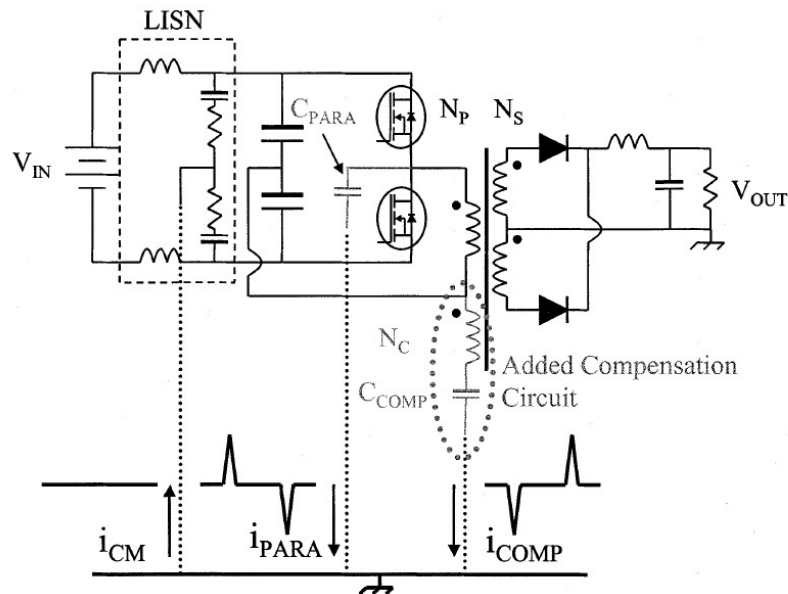 LISN
C_PARA
N_P
N_S
V_IN
V_OUT
N_C
C_COMP
Added Compensation
Circuit
i_CM
i_PARA
i_COMP